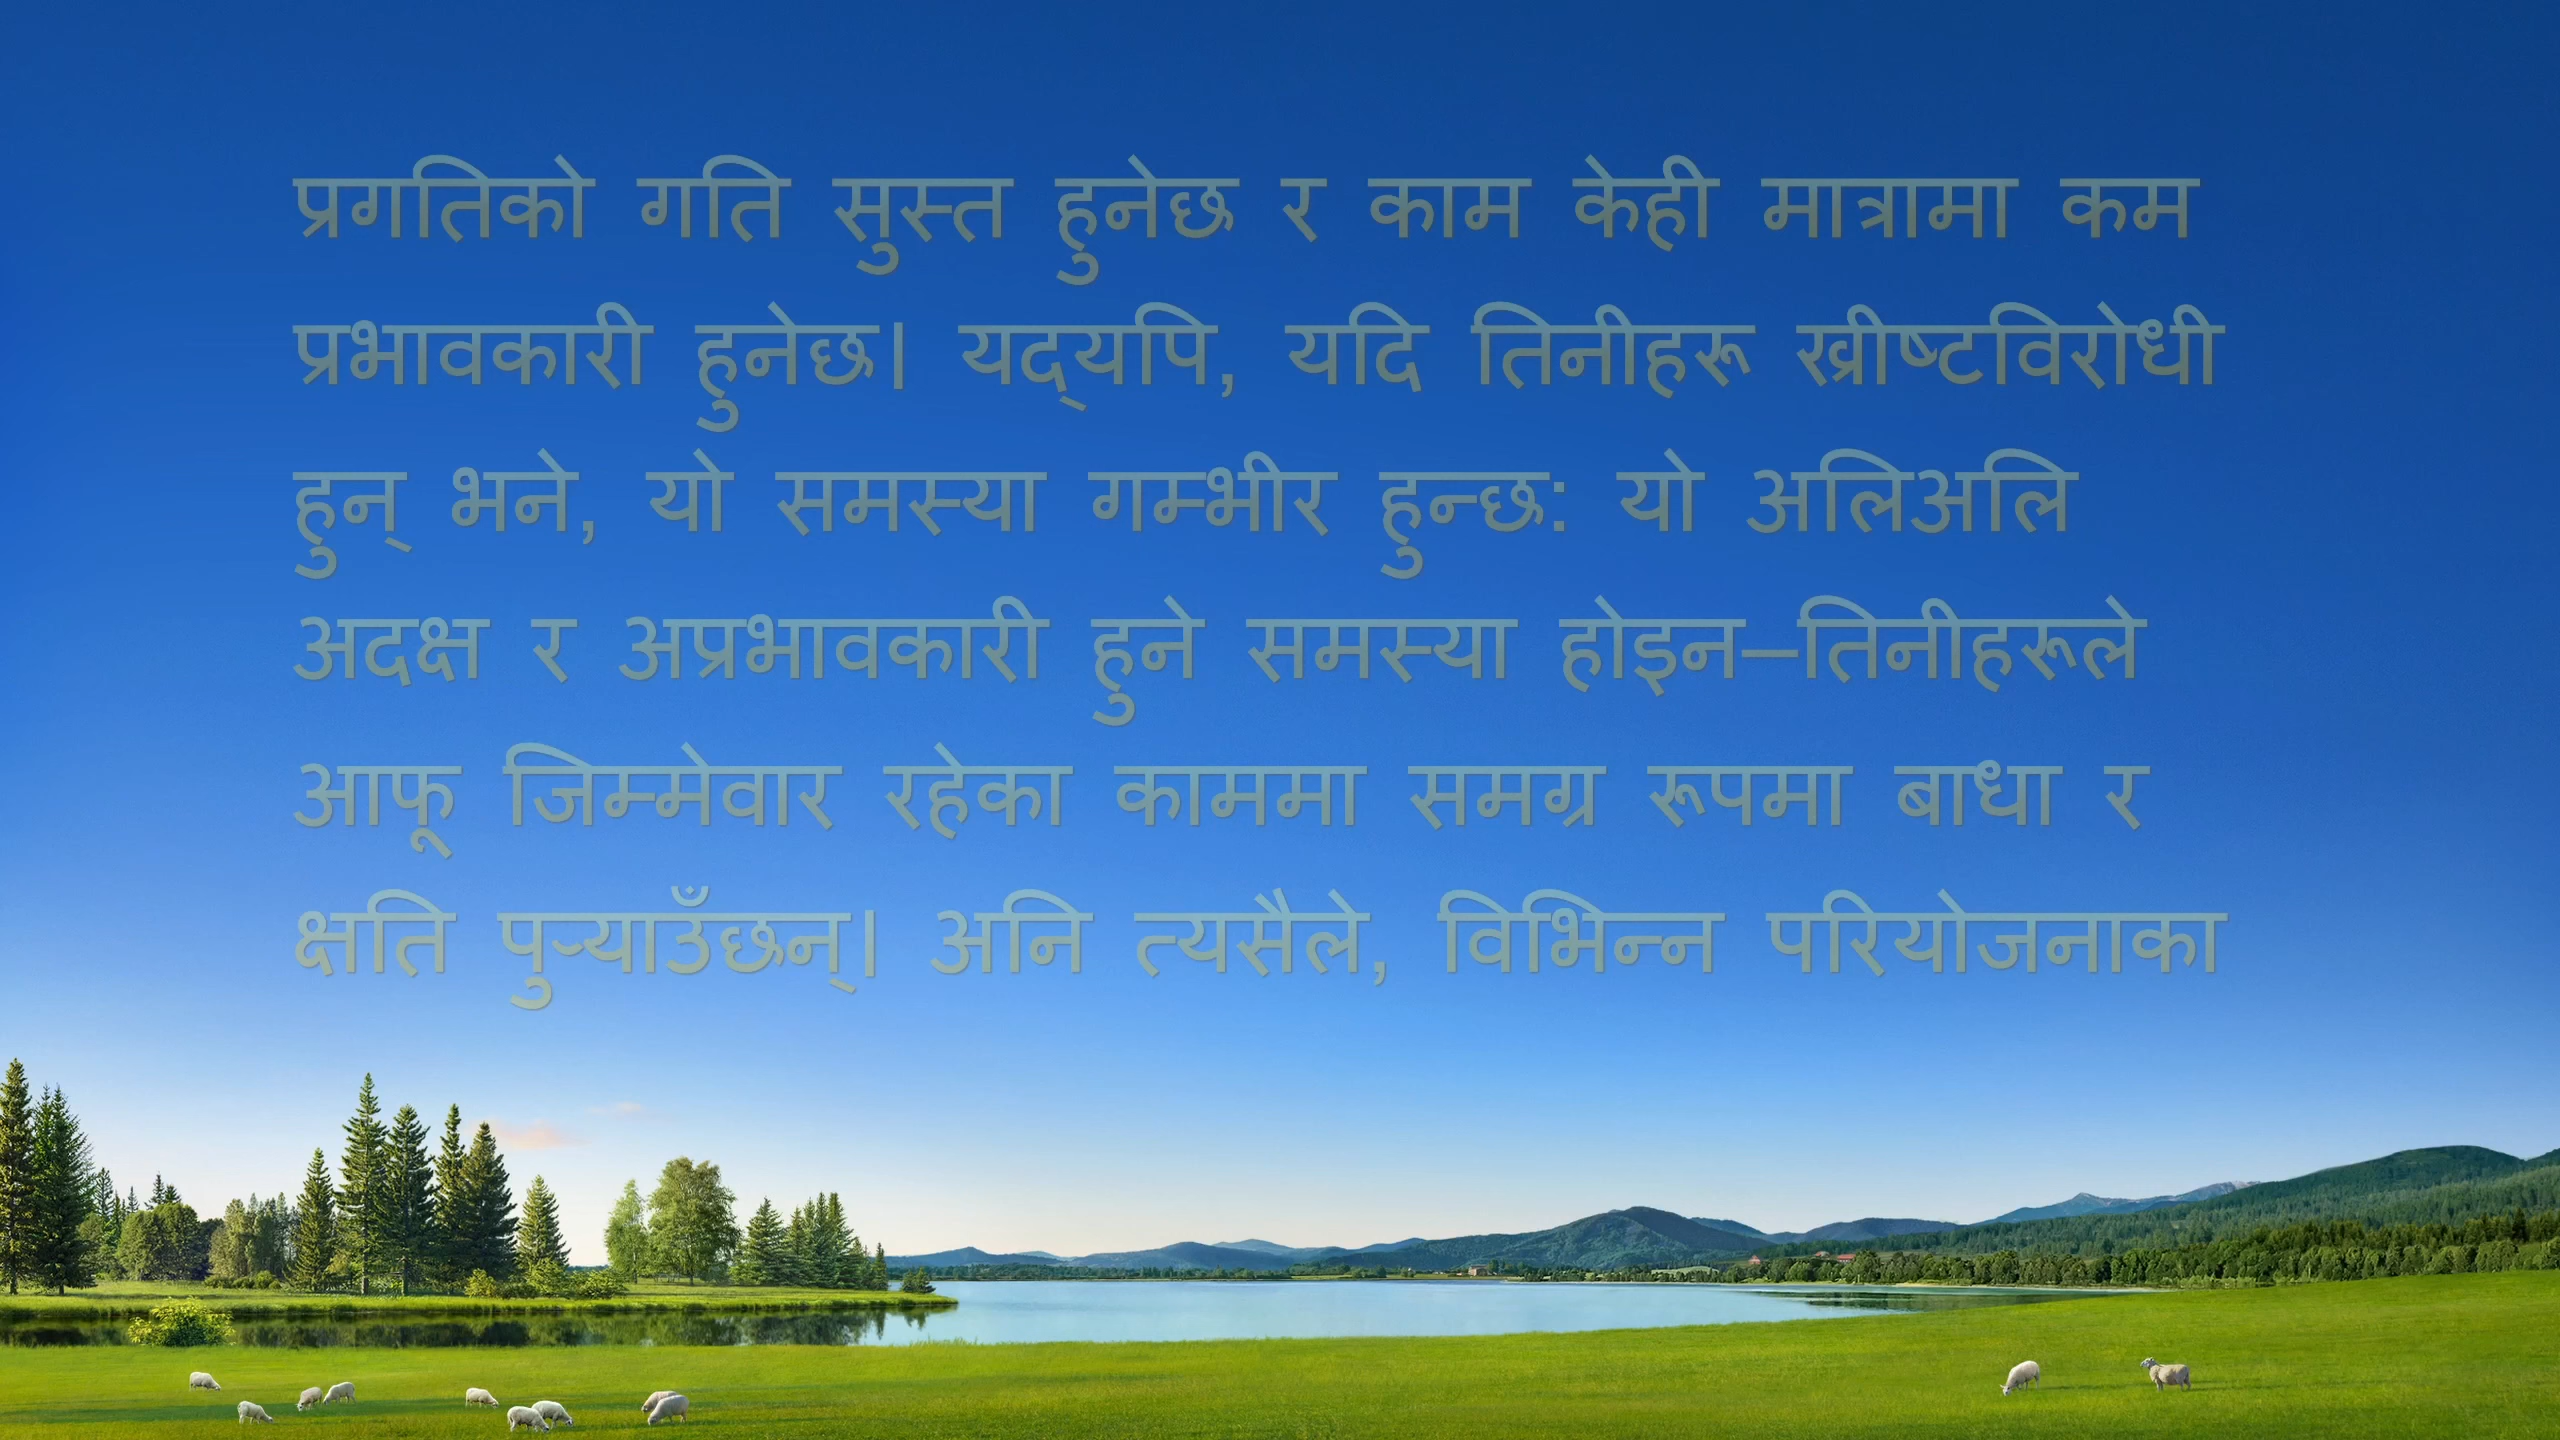 प्रगतिको गति सुस्त हुनेछ र काम केही मात्रामा कम
प्रभावकारी हुनेछ। यद्‌यपि, यदि तिनीहरू ख्रीष्टविरोधी
हुन् भने, यो समस्या गम्भीर हुन्छ: यो अलिअलि
अदक्ष र अप्रभावकारी हुने समस्या होइन—तिनीहरूले
आफू जिम्मेवार रहेका काममा समग्र रूपमा बाधा र
क्षति पुऱ्याउँछन्। अनि त्यसैले, विभिन्न परियोजनाका